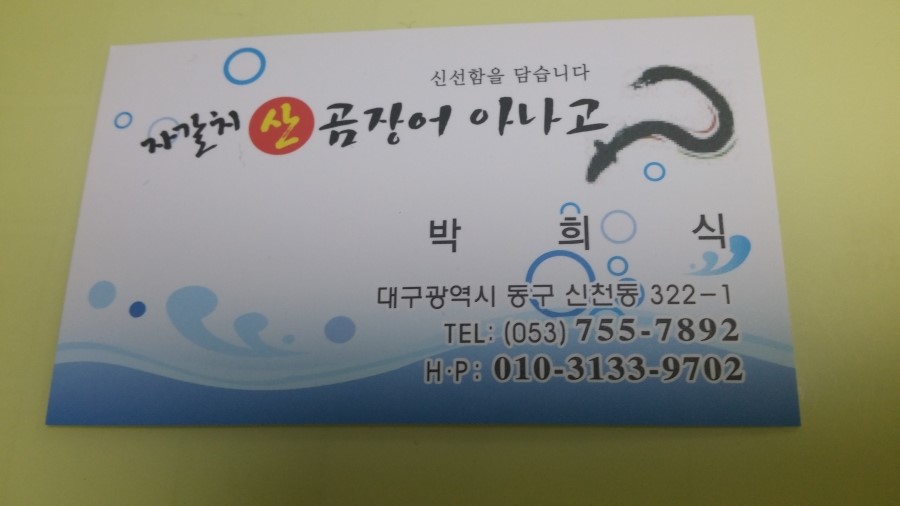 신선함을 담습니다
자갈치 산 곰장어 아나고
박 희 식
대구광역시 동구 신천동 322-1
TEL: (053) 755-7892
H·P: 010-3133-9702